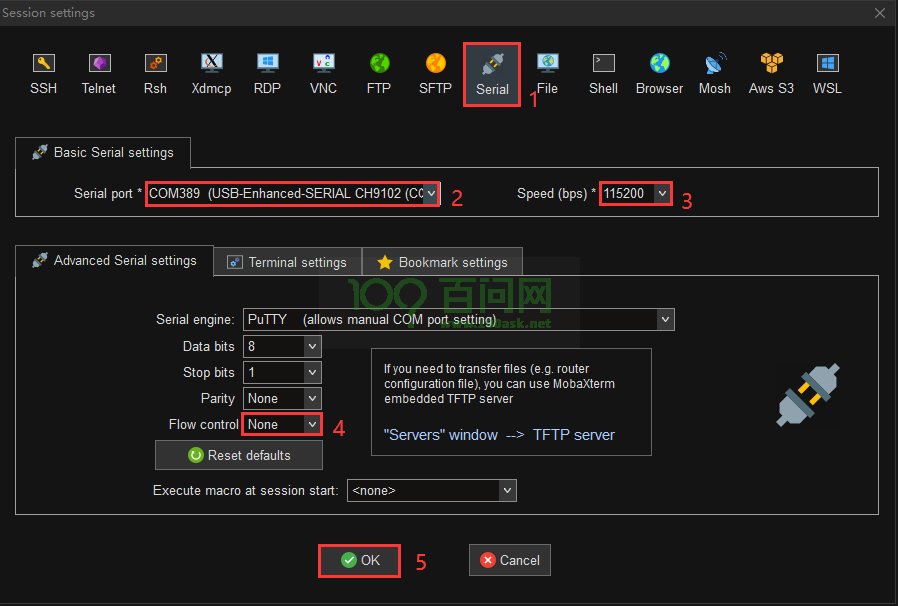 Session settings
SSH Telnet Rsh Xdmcp RDP VNC FTP SFTP Serial File Shell Browser Mosh Aws S3 WSL
1
Basic Serial settings
Serial port * COM389 (USB-Enhanced-SERIAL CH9102 (CO 2 Speed (bps) * 115200 3
Advanced Serial settings Terminal settings Bookmark settings
100 百问网
Serial engine: PuTTY (allows manual COM port setting)
Data bits 8
Stop bits 1
Parity None
Flow control None 4
Reset defaults
If you need to transfer files (e.g. router
configuration file), you can use MobaXterm
embedded TFTP server
"Servers" window --> TFTP server
Execute macro at session start: <none>
OK 5 Cancel